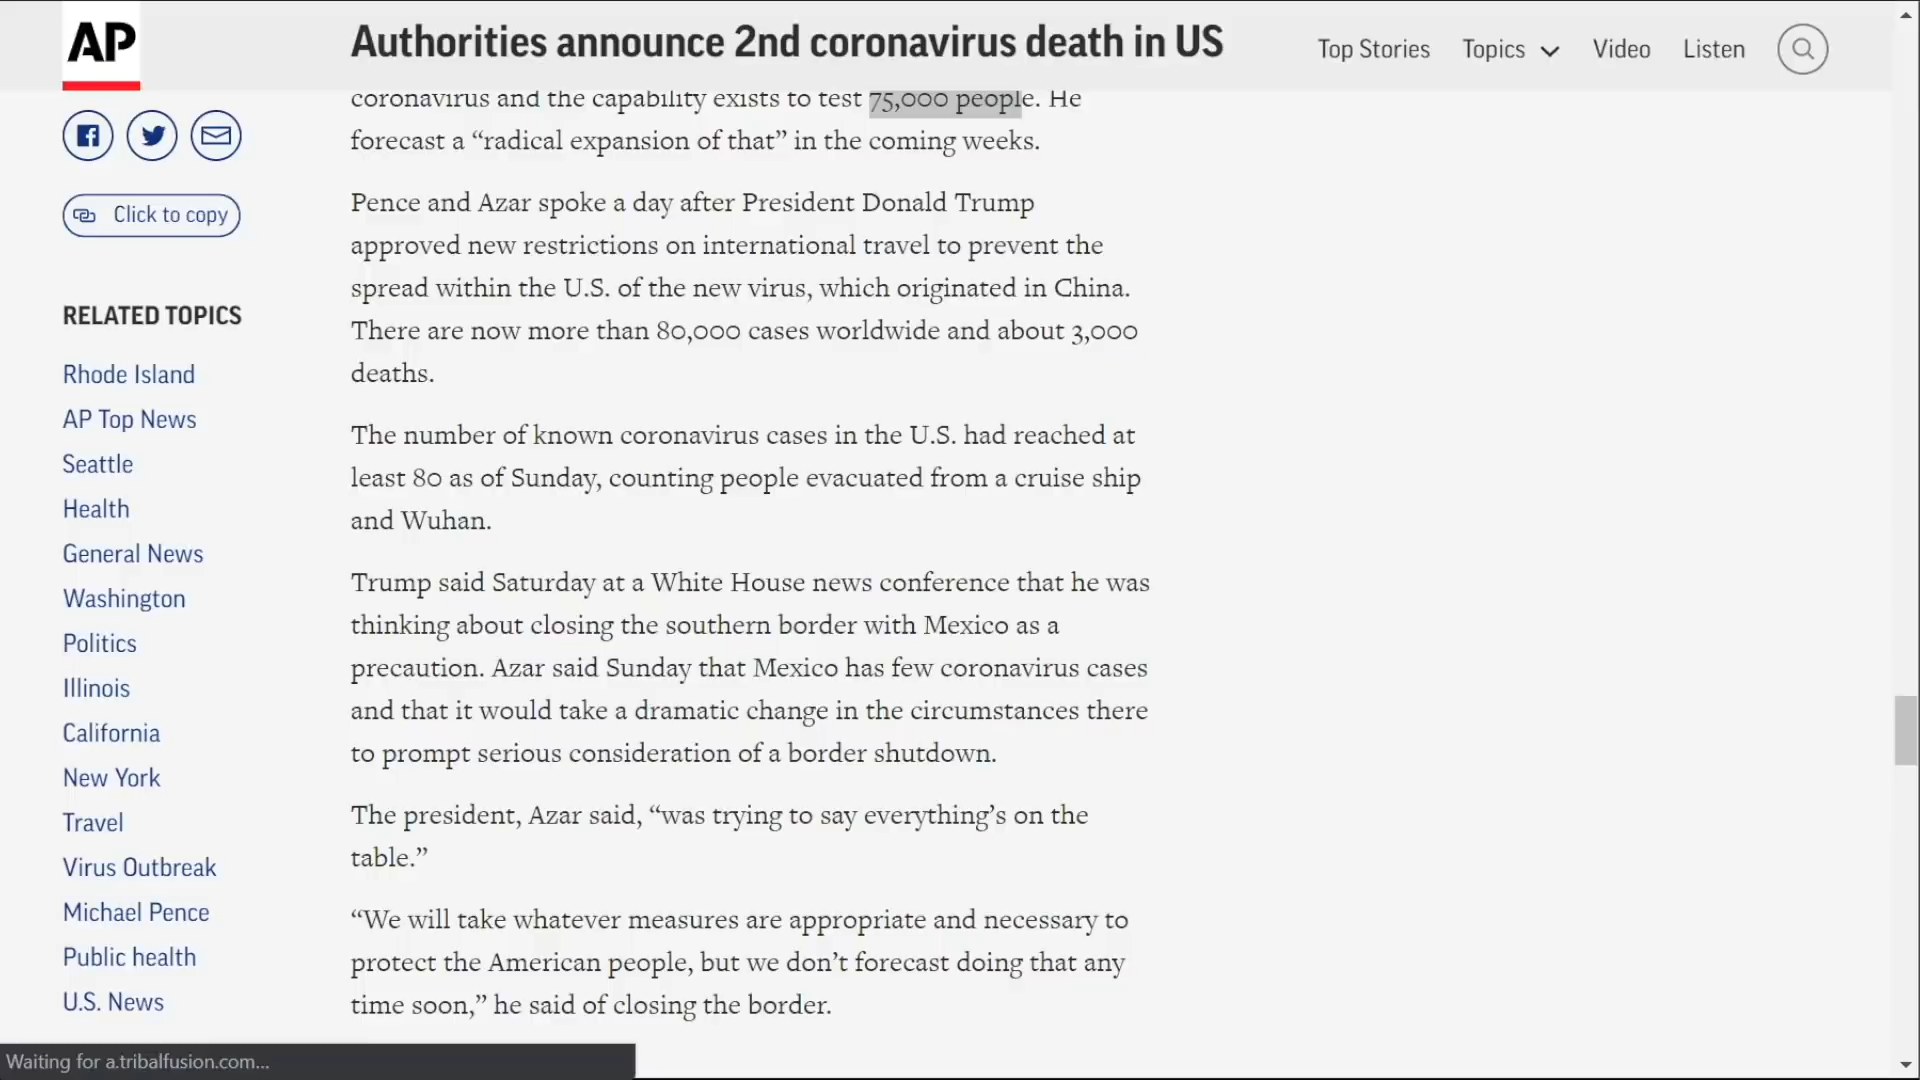 AP
Authorities announce 2nd coronavirus death in US
Top Stories
Topics
Video
Listen
Click to copy
RELATED TOPICS
Rhode Island
AP Top News
Seattle
Health
General News
Washington
Politics
Illinois
California
New York
Travel
Virus Outbreak
Michael Pence
Public health
U.S. News
coronavirus and the capability exists to test 75,000 people. He
forecast a “radical expansion of that” in the coming weeks.
Pence and Azar spoke a day after President Donald Trump
approved new restrictions on international travel to prevent the
spread within the U.S. of the new virus, which originated in China.
There are now more than 80,000 cases worldwide and about 3,000
deaths.
The number of known coronavirus cases in the U.S. had reached at
least 80 as of Sunday, counting people evacuated from a cruise ship
and Wuhan.
Trump said Saturday at a White House news conference that he was
thinking about closing the southern border with Mexico as a
precaution. Azar said Sunday that Mexico has few coronavirus cases
and that it would take a dramatic change in the circumstances there
to prompt serious consideration of a border shutdown.
The president, Azar said, “was trying to say everything’s on the
table.”
“We will take whatever measures are appropriate and necessary to
protect the American people, but we don’t forecast doing that any
time soon,” he said of closing the border.
Waiting for a.tribalfusion.com...